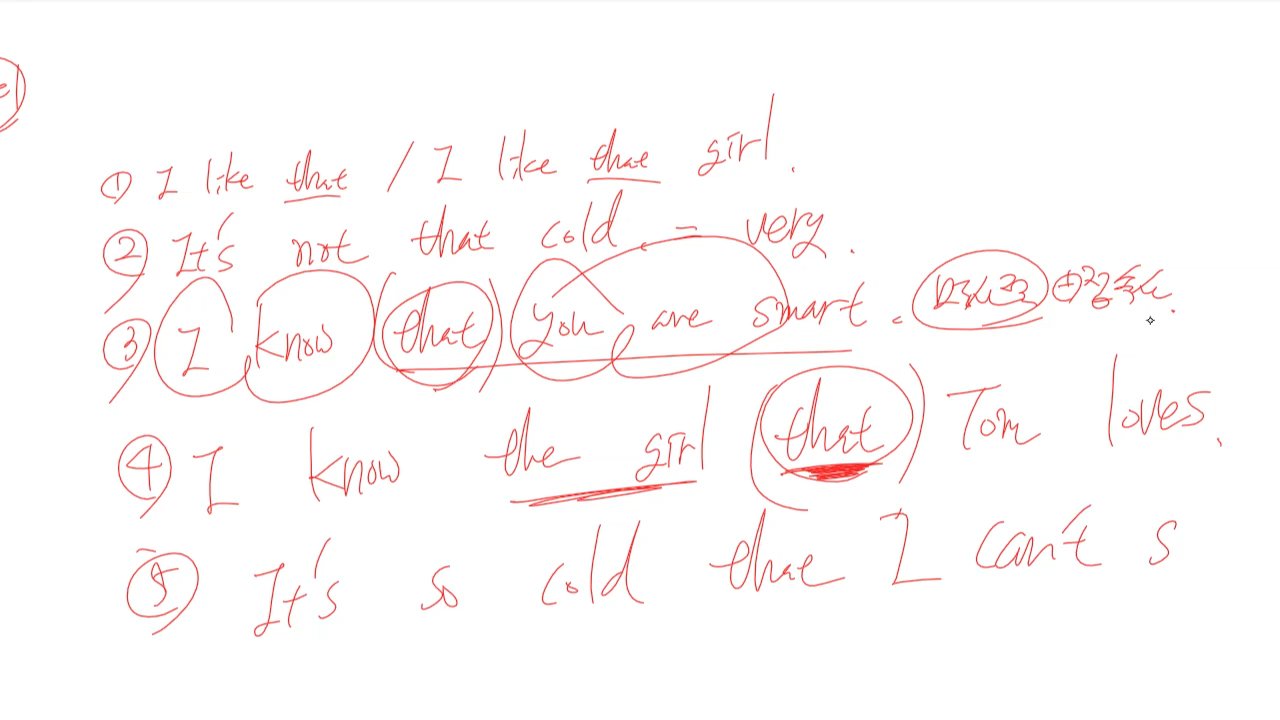 ① I like that / I like that girl.
② It's not that cold. = very.
③ I know (that) you are smart.
④ I know the girl (that) Tom loves.
⑤ It's so cold that I can't s